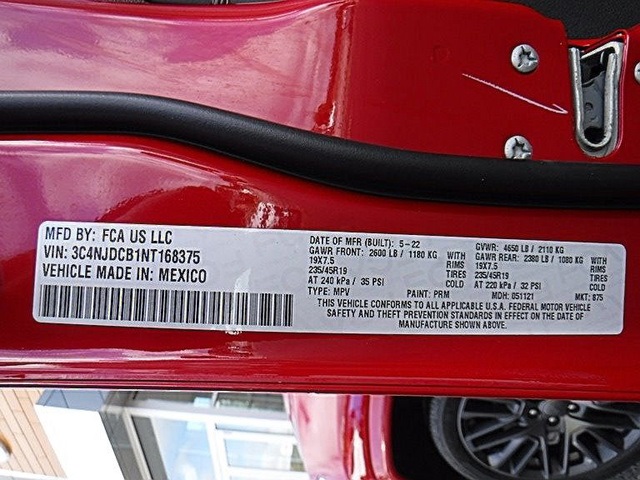 MFD BY: FCA US LLC
VIN: 3C4NJDCB1NT168375
VEHICLE MADE IN: MEXICO
DATE OF MFR (BUILT): 5-22
GAWR FRONT: 2600 LB / 1180 KG WITH
19X7.5 RIMS
235/45R19 TIRES
AT 240 kPa / 35 PSI COLD
TYPE: MPV
GVWR: 4650 LB / 2110 KG
GAWR REAR: 2380 LB / 1080 KG WITH
19X7.5 RIMS
235/45R19 TIRES
AT 220 kPa / 32 PSI COLD
PAINT: PRM MDH: 051121 MKT: 875
THIS VEHICLE CONFORMS TO ALL APPLICABLE U.S.A. FEDERAL MOTOR VEHICLE
SAFETY AND THEFT PREVENTION STANDARDS IN EFFECT ON THE DATE OF
MANUFACTURE SHOWN ABOVE.